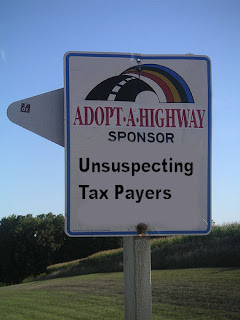 ADOPT·A·HIGHWAY
SPONSOR
Unsuspecting
Tax Payers